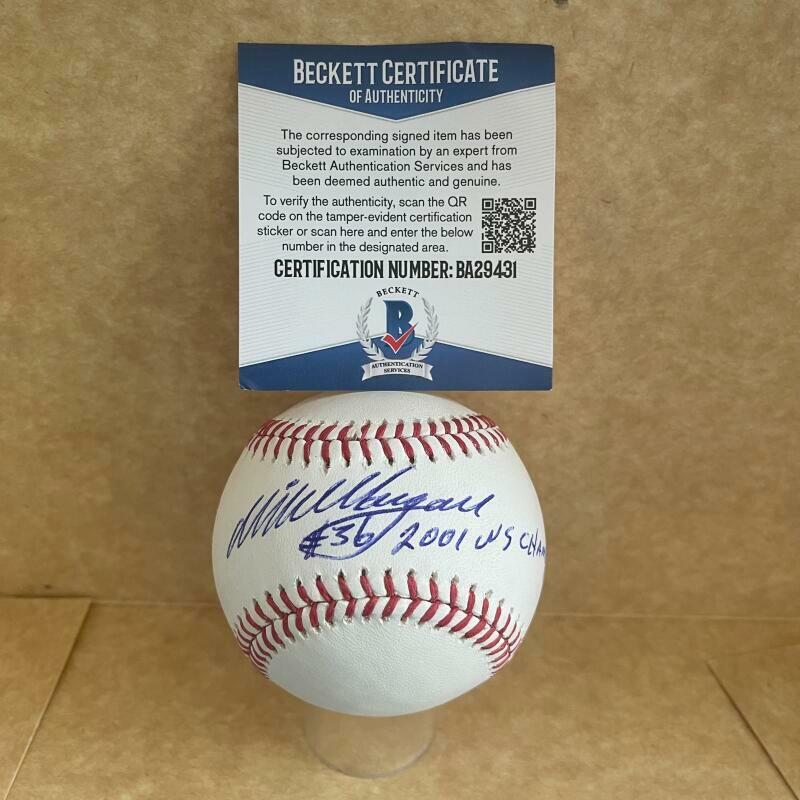 BECKETT CERTIFICATE
OF AUTHENTICITY
The corresponding signed item has been
subjected to examination by an expert from
Beckett Authentication Services and has
been deemed authentic and genuine.
To verify the authenticity, scan the QR
code on the tamper-evident certification
sticker or scan here and enter the below
number in the designated area.
CERTIFICATION NUMBER: BA29431
BECKETT
B
AUTHENTICATION
SERVICES
Mike Morgan
#36 2001 WS CHAM